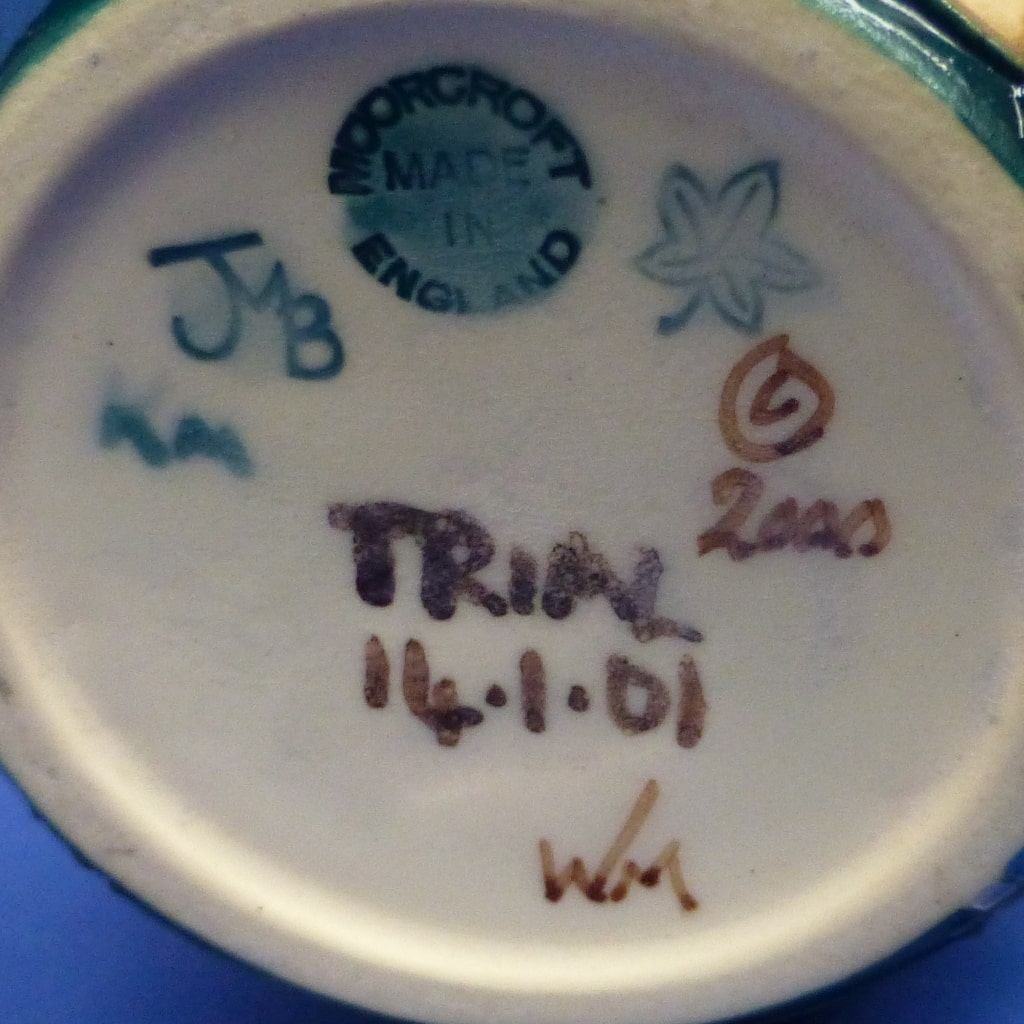 MOORCROFT
MADE
IN
ENGLAND
JMB
2000
TRIAL
14.1.01
WM